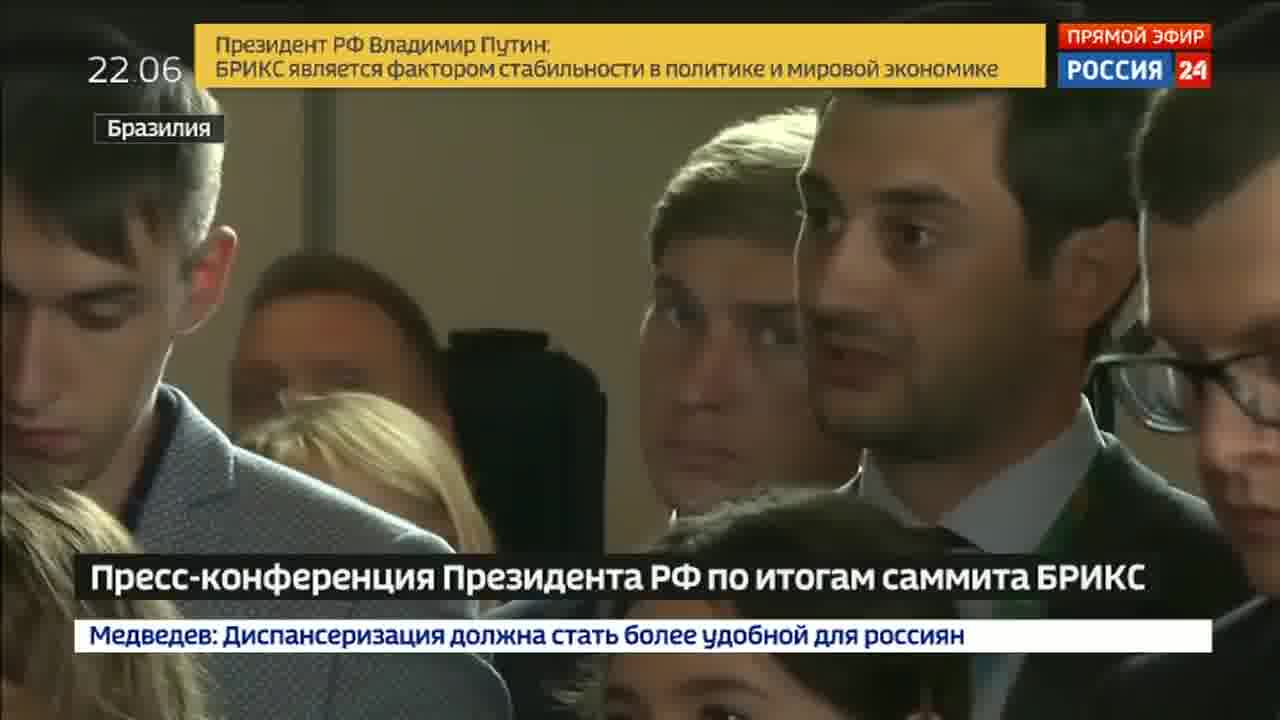 22.06
Президент РФ Владимир Путин:
БРИКС является фактором стабильности в политике и мировой экономике
ПРЯМОЙ ЭФИР
РОССИЯ 24
Бразилия
Пресс-конференция Президента РФ по итогам саммита БРИКС
Медведев: Диспансеризация должна стать более удобной для россиян